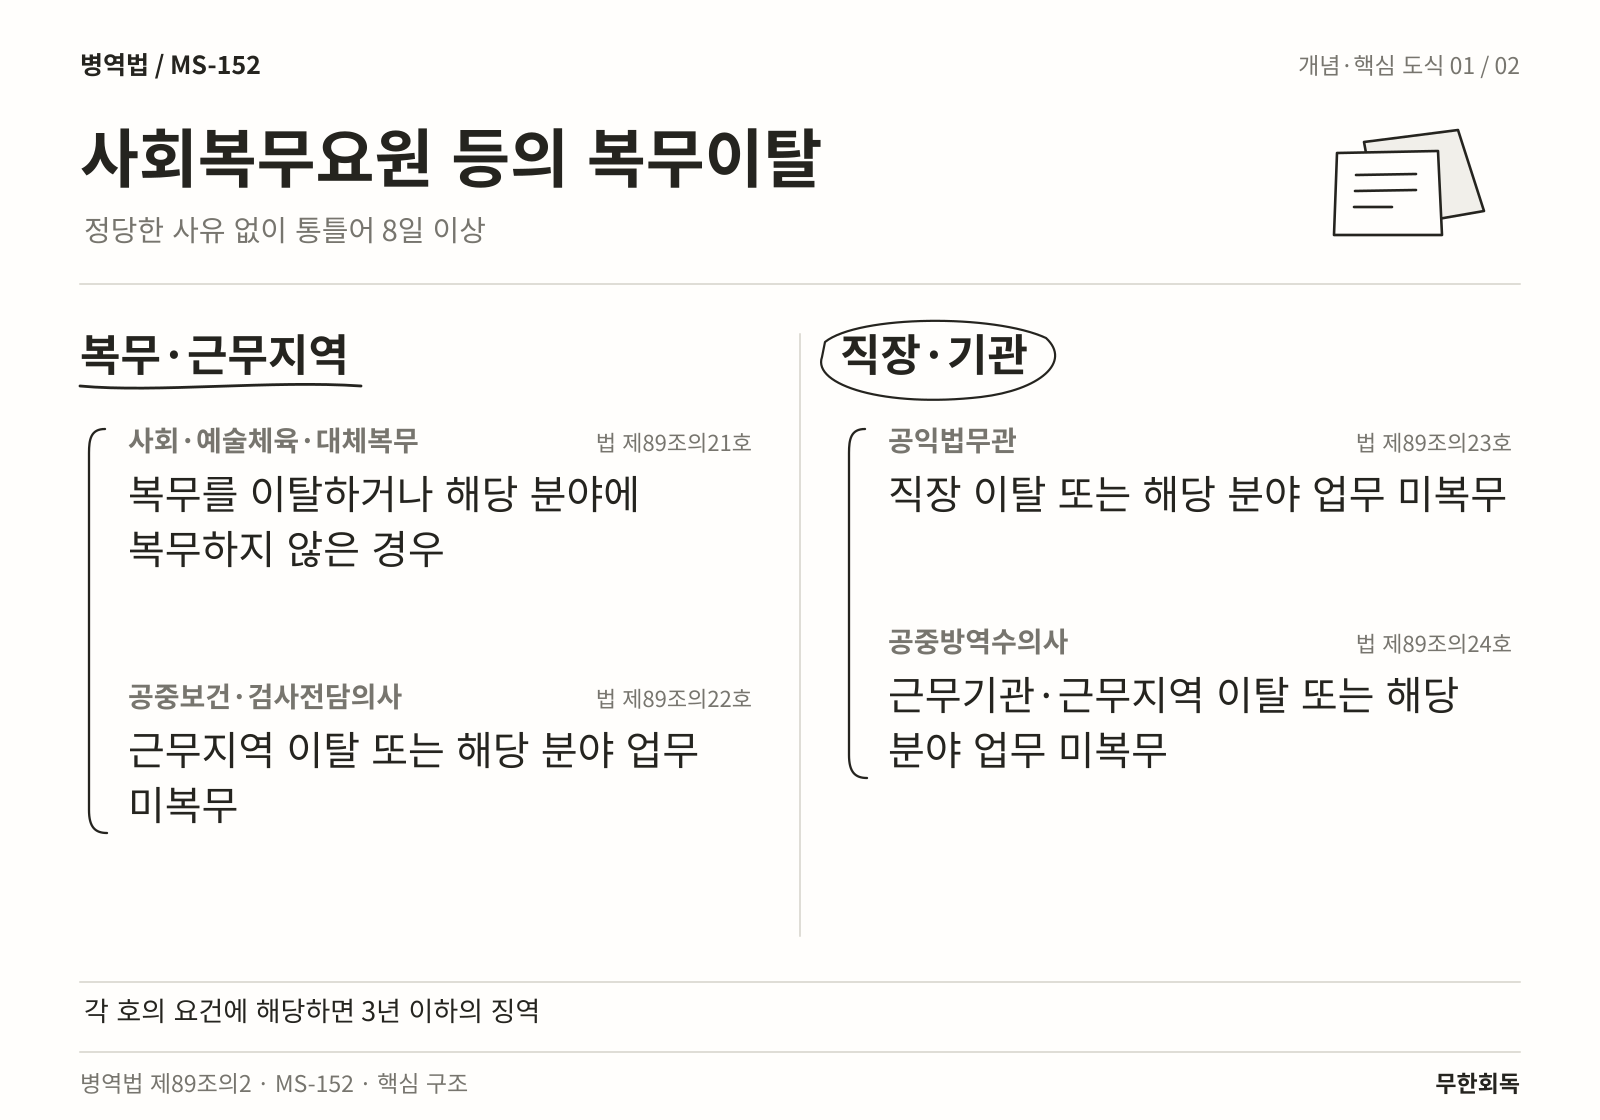 병역법 / MS-152
개념·핵심 도식 01 / 02
사회복무요원 등의 복무이탈
정당한 사유 없이 통틀어 8일 이상
복무·근무지역
사회·예술체육·대체복무
법 제89조의21호
복무를 이탈하거나 해당 분야에
복무하지 않은 경우
공중보건·검사전담의사
법 제89조의22호
근무지역 이탈 또는 해당 분야 업무
미복무
직장·기관
공익법무관
법 제89조의23호
직장 이탈 또는 해당 분야 업무 미복무
공중방역수의사
법 제89조의24호
근무기관·근무지역 이탈 또는 해당
분야 업무 미복무
각 호의 요건에 해당하면 3년 이하의 징역
병역법 제89조의2 · MS-152 · 핵심 구조
무한회독